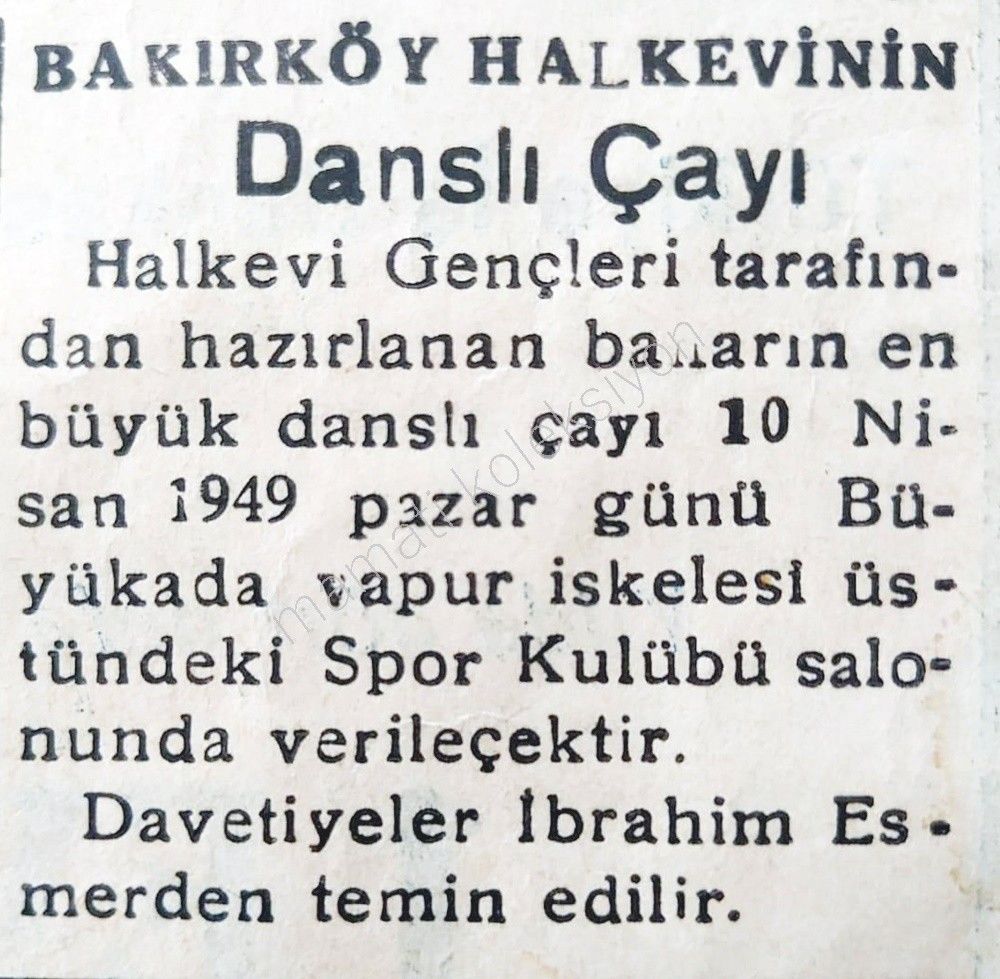 BAKIRKÖY HALKEVİNİN
Danslı Çayı
Halkevi Gençleri tarafın-
dan hazırlanan baharın en
büyük danslı çayı 10 Ni-
san 1949 pazar günü Bü-
yükada vapur iskelesi üs-
tündeki Spor Kulübü salo-
nunda verileçektir.
Davetiyeler İbrahim Es-
merden temin edilir.
mamati koleksiyon